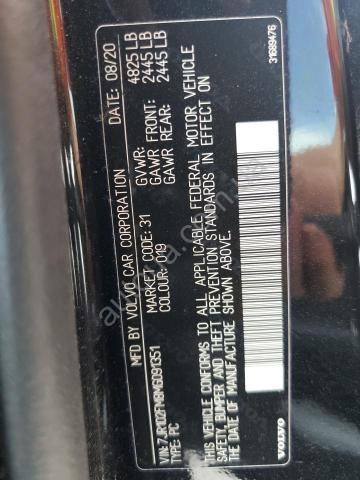 MFD. BY VOLVO CAR CORPORATION DATE: 08/20
MARKET CODE: 31 GVWR: 4825 LB
COLOUR: 019 GAWR FRONT: 2445 LB
GAWR REAR: 2445 LB
VIN: 7JR102FM8MG091351
TYPE: PC
THIS VEHICLE CONFORMS TO ALL APPLICABLE FEDERAL MOTOR VEHICLE
SAFETY, BUMPER AND THEFT PREVENTION STANDARDS IN EFFECT ON
THE DATE OF MANUFACTURE SHOWN ABOVE.
VOLVO
31689476